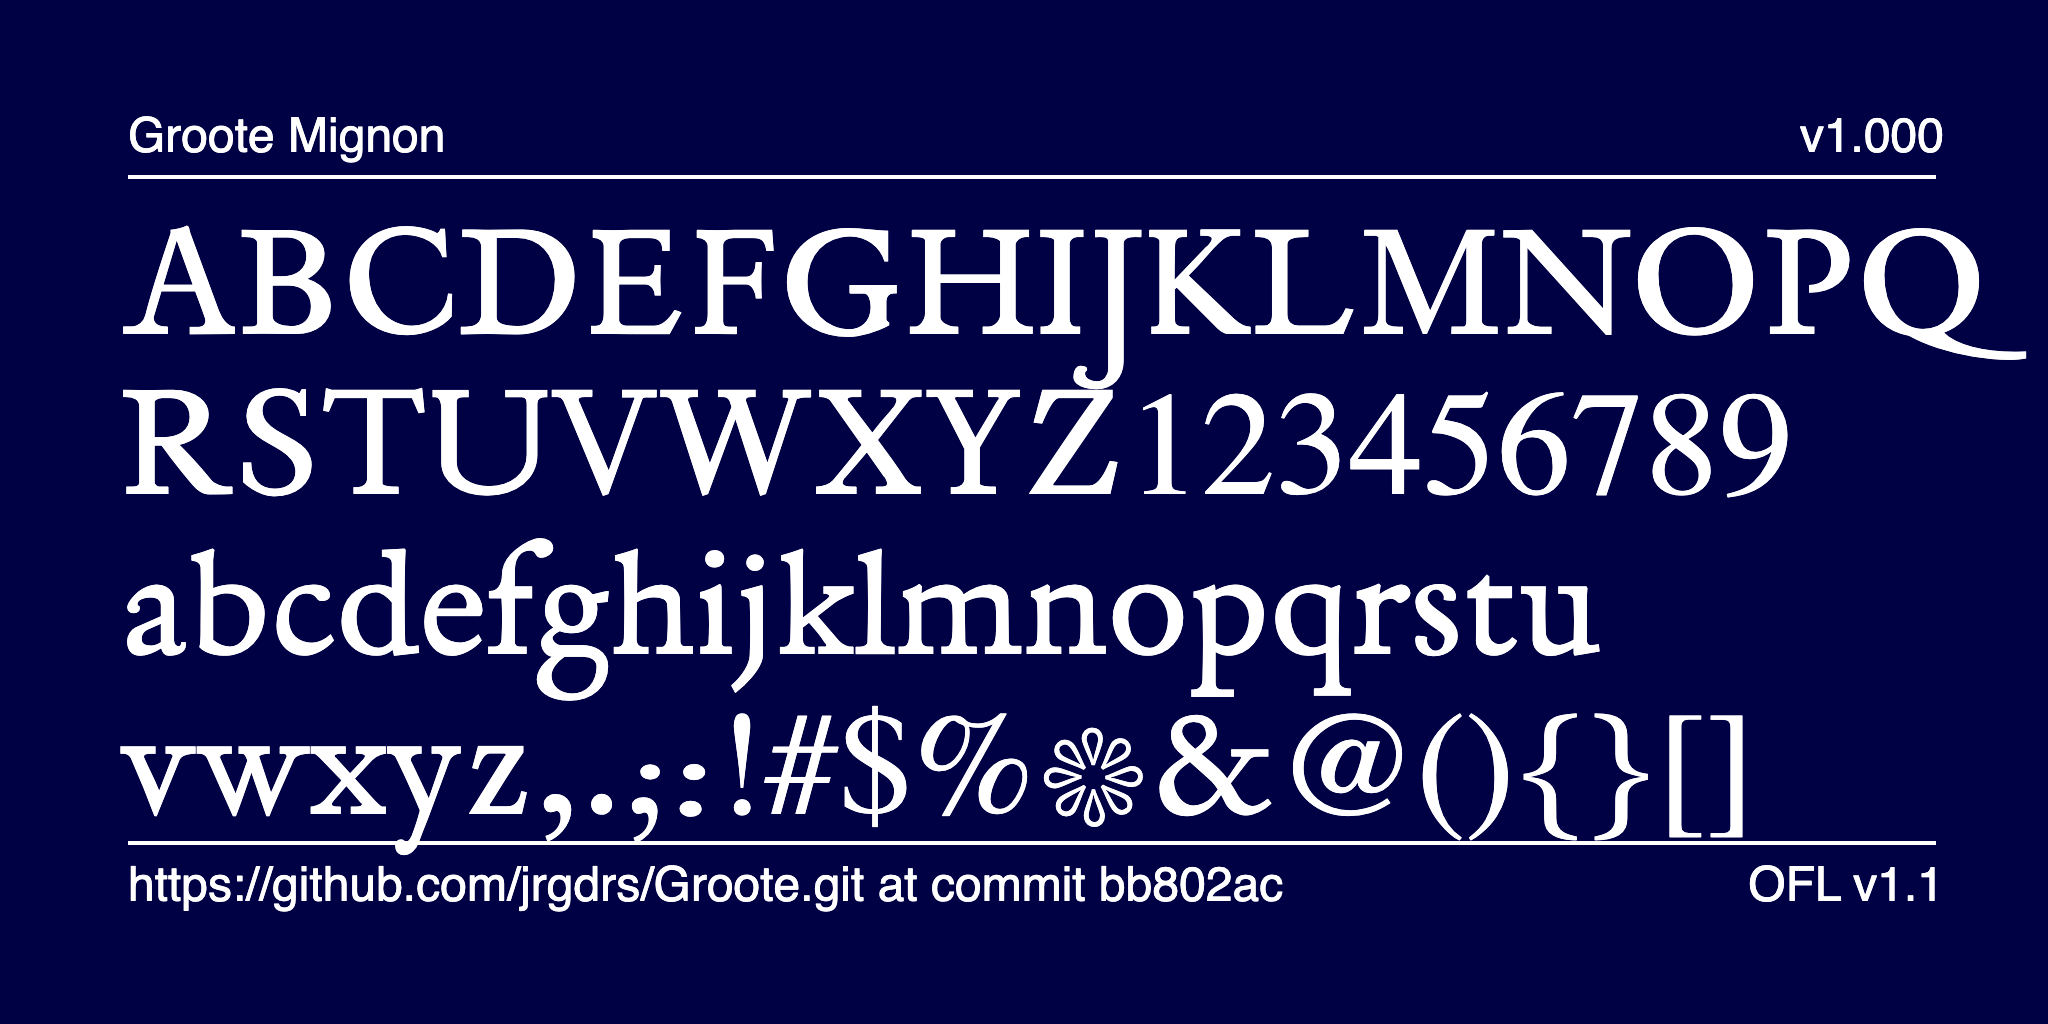 Groote Mignon
v1.000
ABCDEFGHIJKLMNOPQ
RSTUVWXYZ123456789
abcdefghijklmnopqrstu
vwxyz,.;:!#$%*&@(){}[]
https://github.com/jrgdrs/Groote.git at commit bb802ac
OFL v1.1